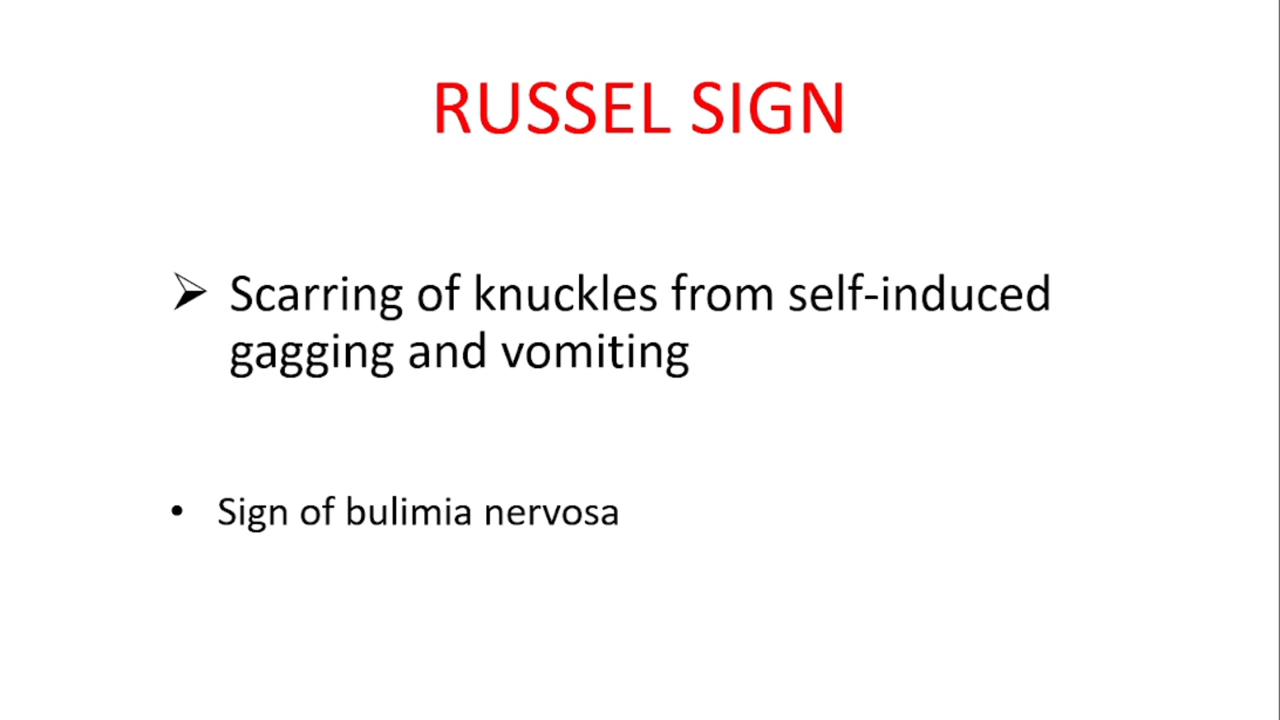 RUSSEL SIGN
➢ Scarring of knuckles from self-induced
gagging and vomiting
• Sign of bulimia nervosa